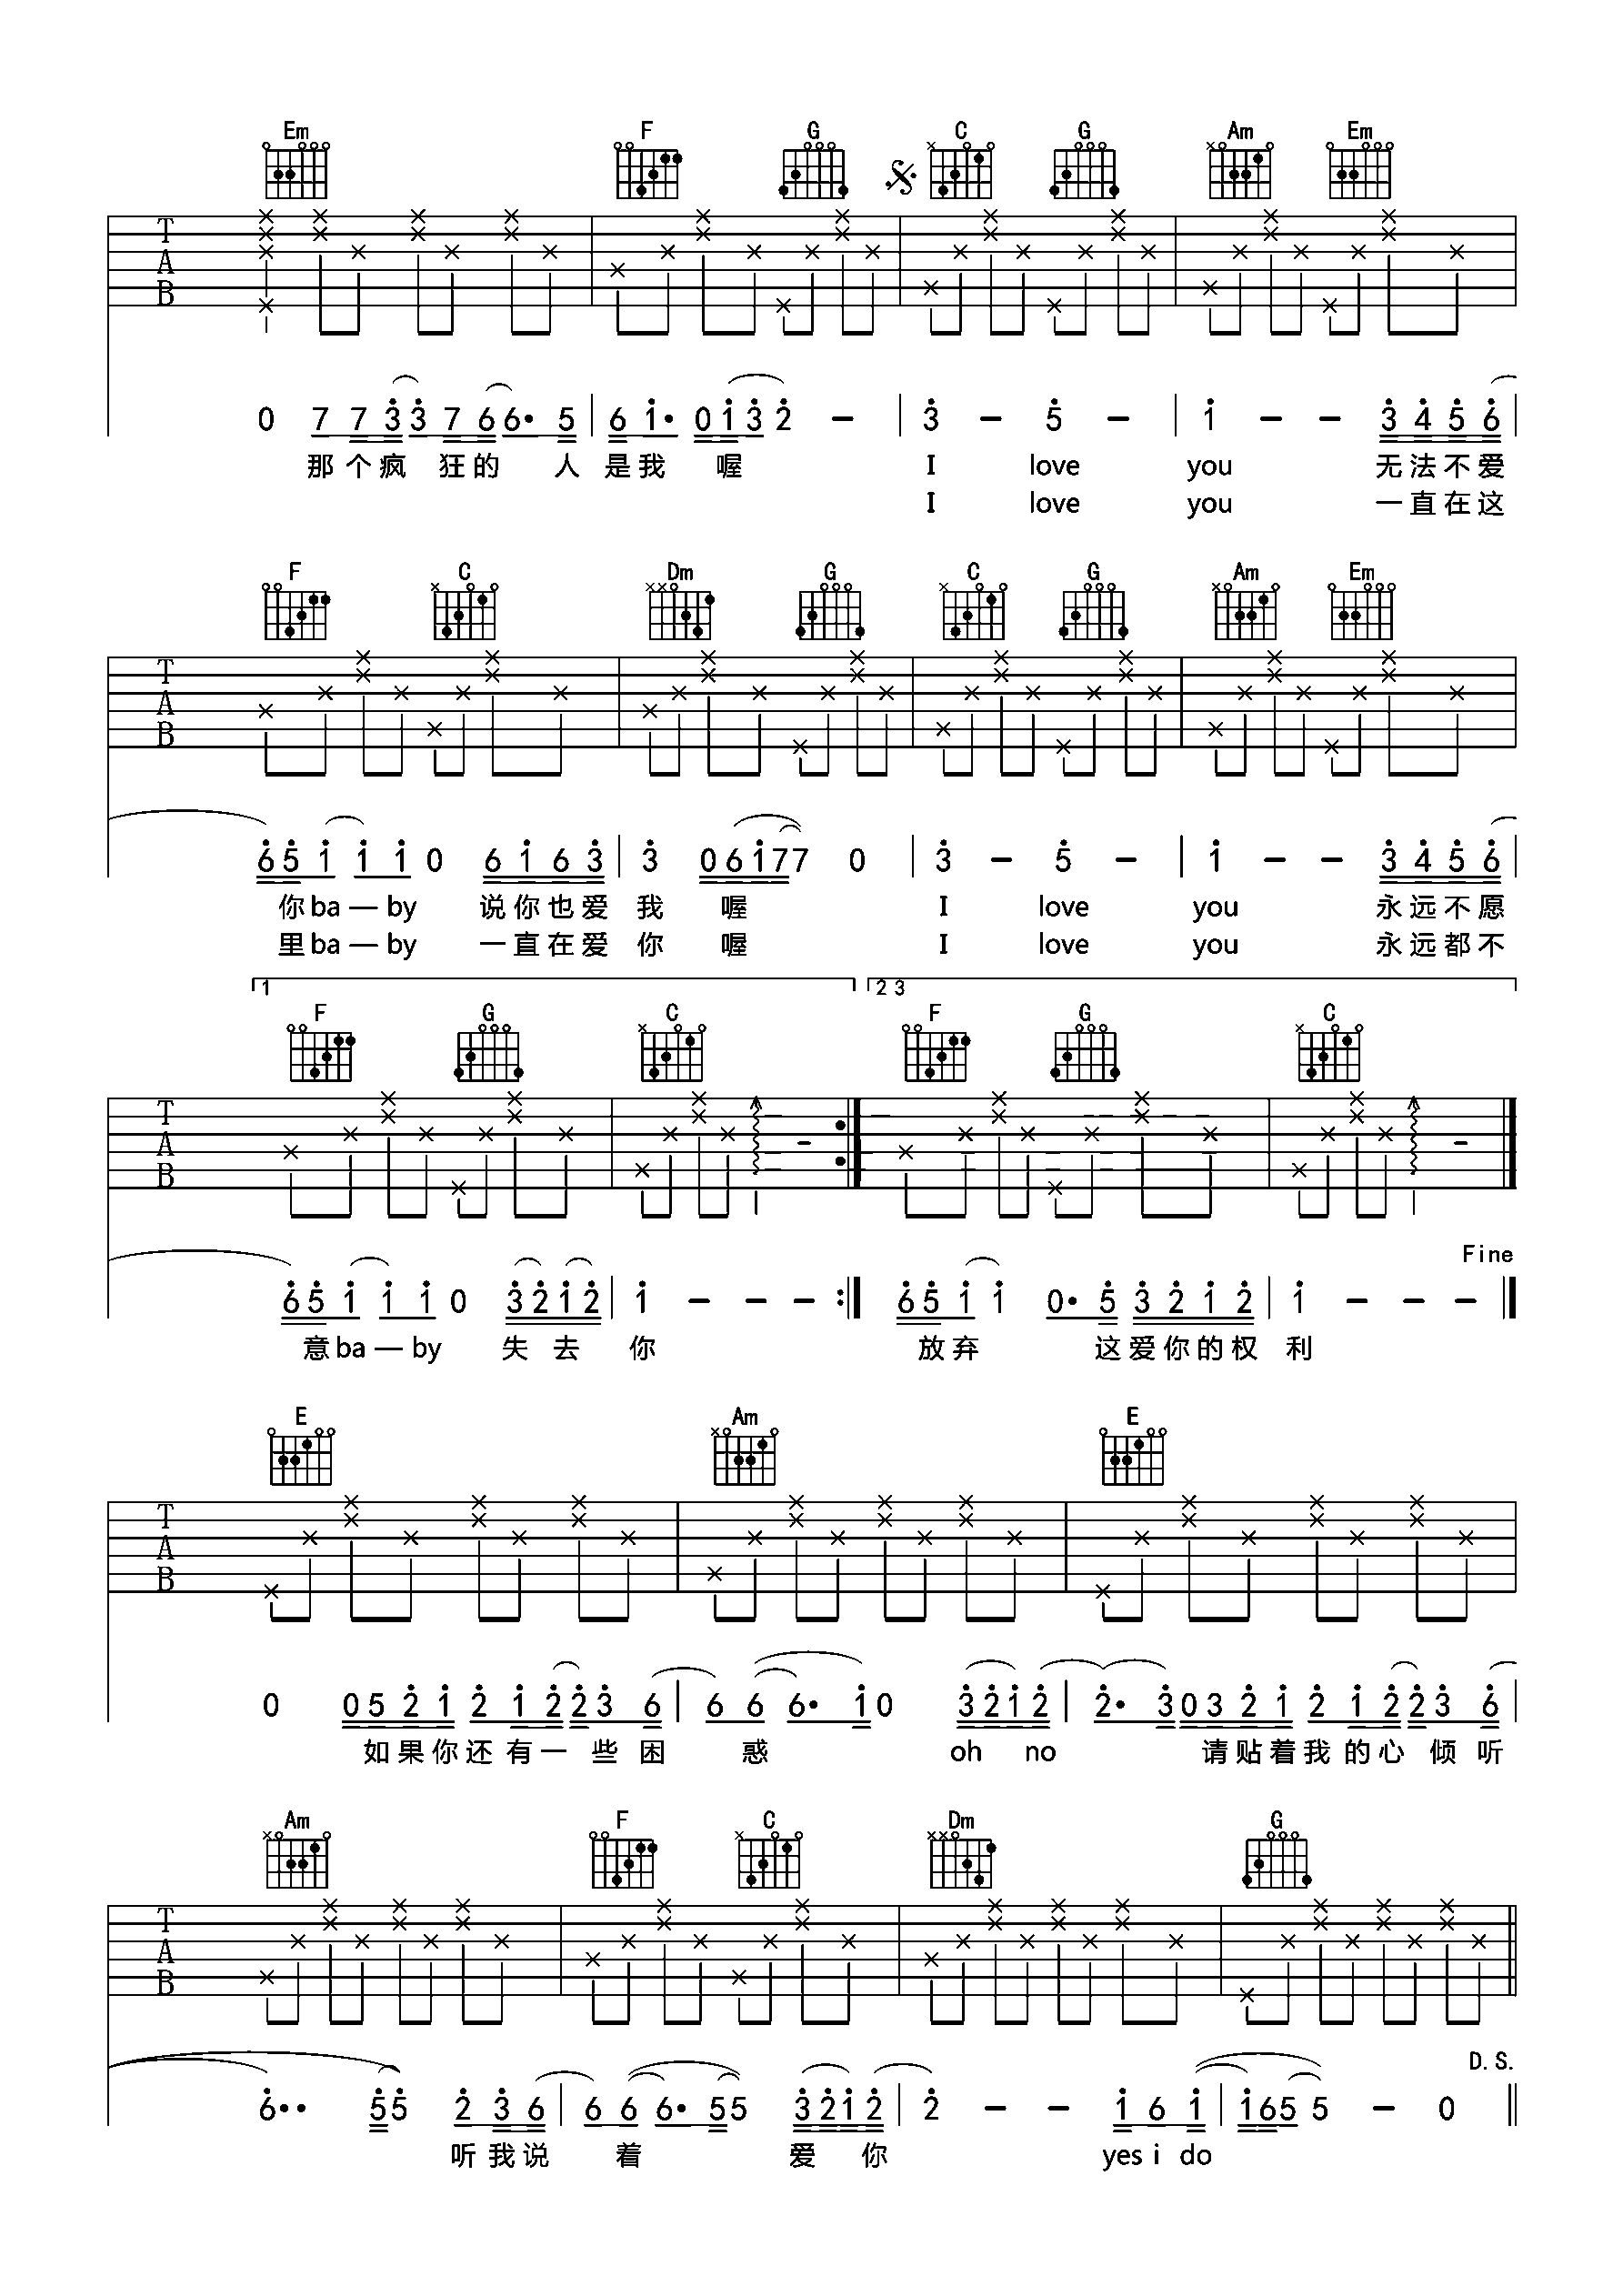 Em F G C G Am Em
T A B
0 7 7 3 3 7 6 6· 5 | 6 1· 0 1 3 2 – | 3 – 5 – | 1 – – 3 4 5 6 |
那个疯 狂的 人 是我 喔 I love you 无法不爱
I love you 一直在这
F C Dm G C G Am Em
T A B
6 5 1 1 1 0 6 1 6 3 | 3 0 6 1 7 7 0 | 3 – 5 – | 1 – – 3 4 5 6 |
你ba—by 说你也爱 我 喔 I love you 永远不愿
里ba—by 一直在爱 你 喔 I love you 永远都不
1 2 3
F G C F G C
T A B
Fine
6 5 1 1 1 0 3 2 1 2 | 1 – – – :| 6 5 1 1 0· 5 3 2 1 2 | 1 – – – |
意ba—by 失 去 你 放弃 这爱你的权 利
E Am E
T A B
0 0 5 2 1 2 1 2 2 3 6 | 6 6 6· 1 0 3 2 1 2 | 2· 3 0 3 2 1 2 1 2 2 3 6 |
如果你还有一 些困 惑 oh no 请贴着我的心 倾听
Am F C Dm G
T A B
D.S.
6·· 5 5 2 3 6 | 6 6 6· 5 5 3 2 1 2 | 2 – – 1 6 1 | 1 6 5 5 – 0 ||
听我说 着 爱 你 yes i do